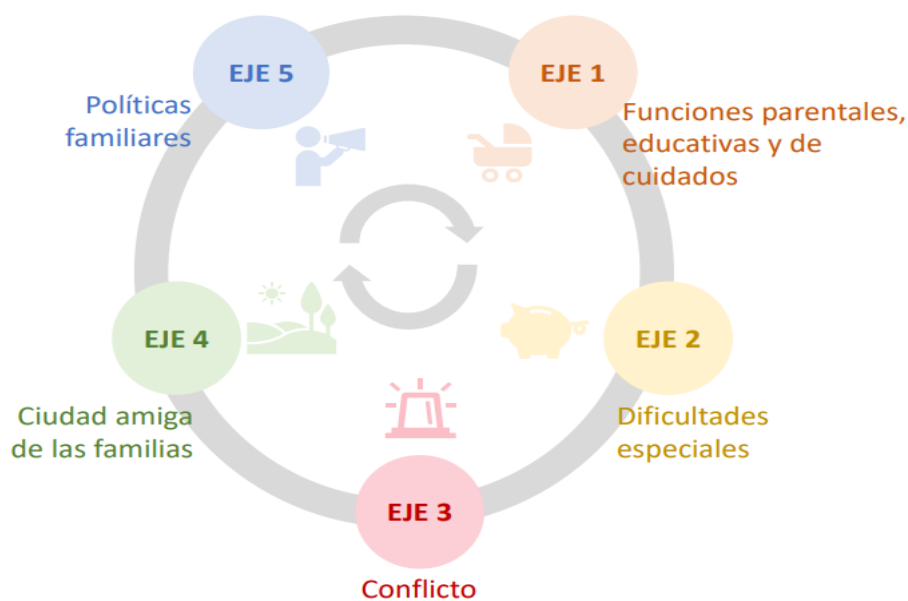 EJE 1
Funciones parentales,
educativas y de
cuidados
EJE 2
Dificultades
especiales
EJE 3
Conflicto
EJE 4
Ciudad amiga
de las familias
EJE 5
Políticas
familiares